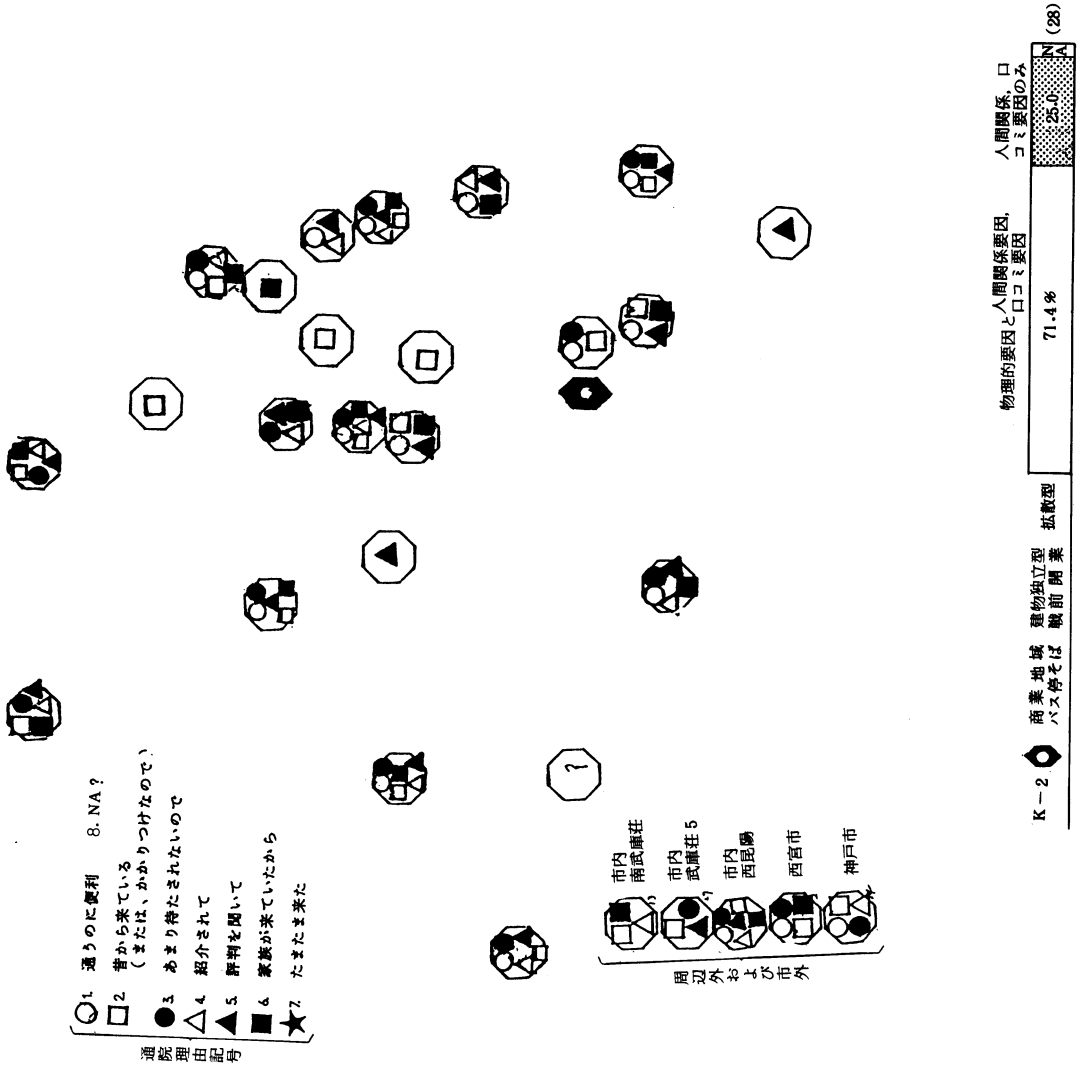 通院理由記号
1. 通うのに便利 8. NA ?
2. 昔から来ている
(または、かかりつけなので)
3. あまり待たされないので
4. 紹介されて
5. 評判を聞いて
6. 家族が来ていたから
7. たまたま来た
?
周辺外および市外
市内
南武庫荘
市内
武庫荘 5
市内
西昆陽
西宮市
神戸市
K-2 商業地域 建物独立型 拡散型
バス停そば 戦前開業
物理的要因と人間関係要因,
口コミ要因
人間関係, 口
コミ要因のみ
71.4%
25.0
NA
(28)